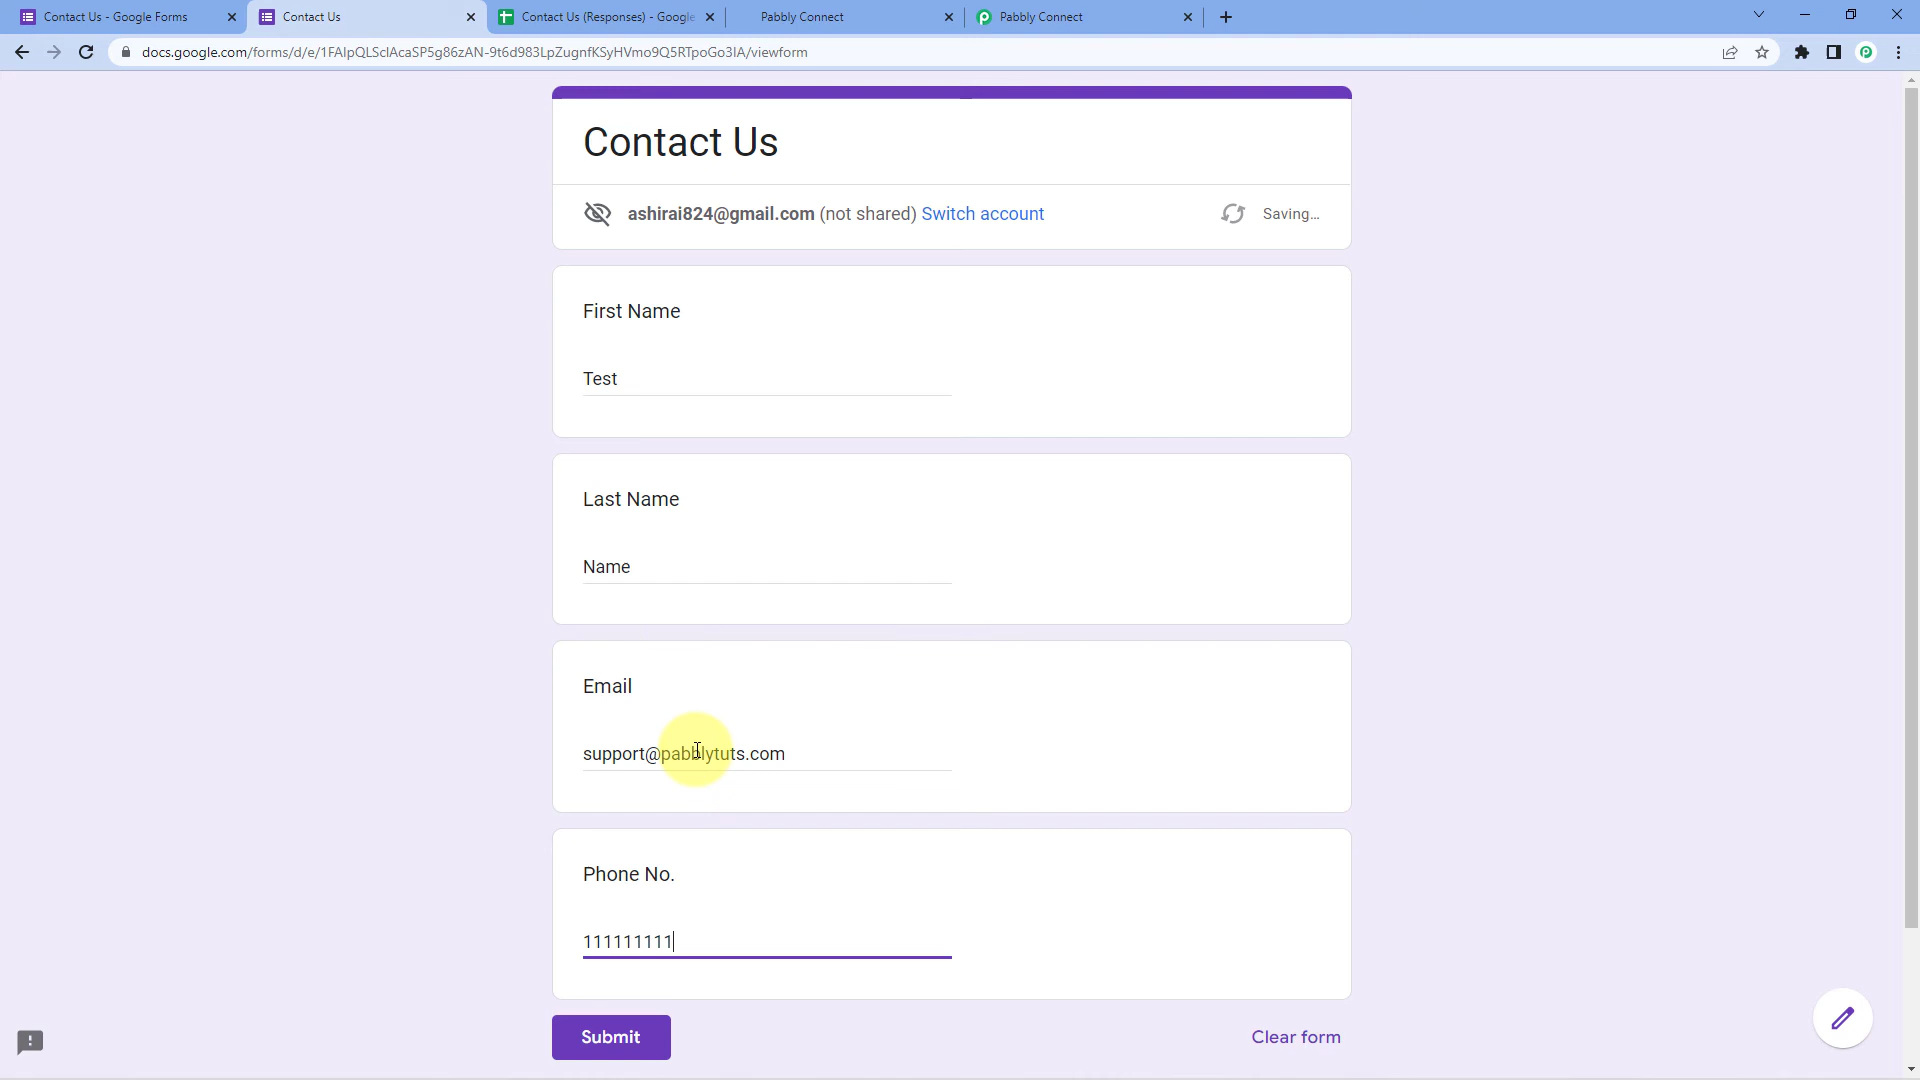 Contact Us - Google Forms
Contact Us
Contact Us (Responses) - Google
Pabbly Connect
Pabbly Connect
docs.google.com/forms/d/e/1FAIpQLSclAcaSP5g86zAN-9t6d983LpZugnfKSyHVmo9Q5RTpoGo3IA/viewform
Contact Us
ashirai824@gmail.com (not shared) Switch account
Saving...
First Name
Test
Last Name
Name
Email
support@pabblytuts.com
Phone No.
111111111
Submit
Clear form